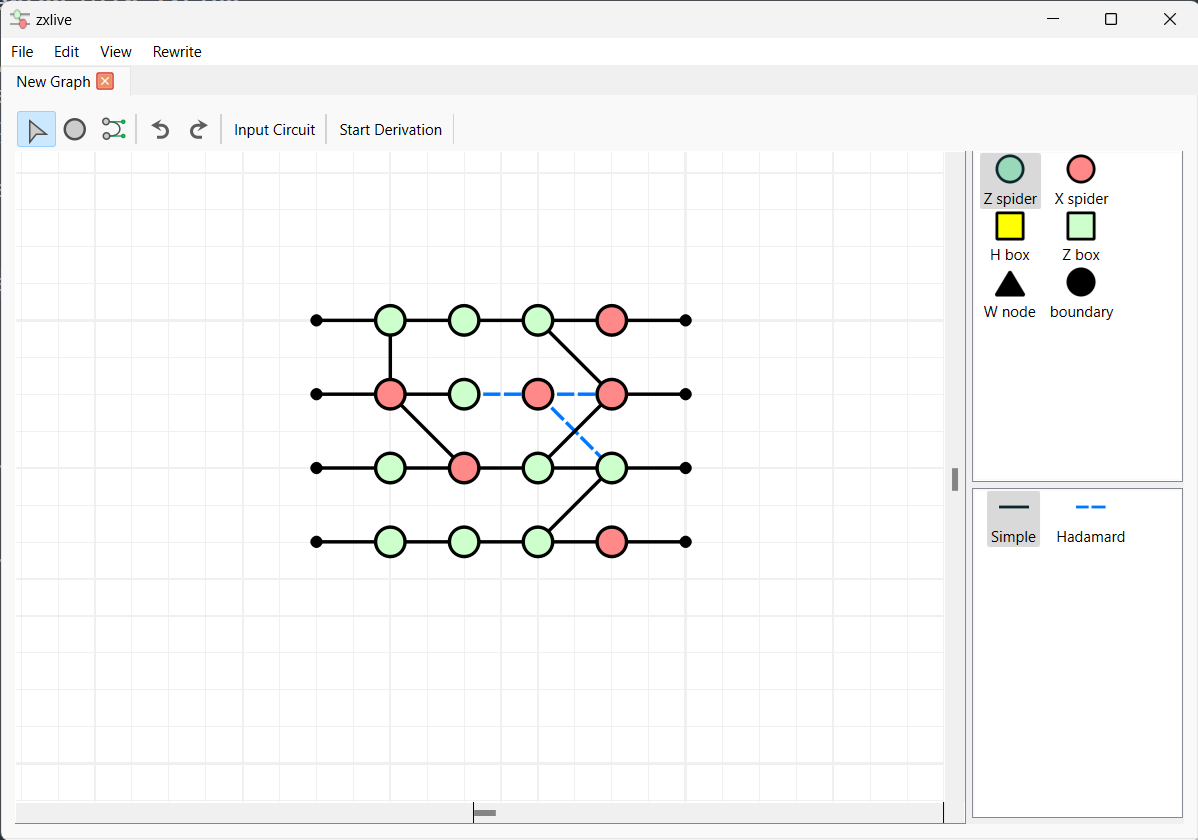 zxlive
File Edit View Rewrite
New Graph
Input Circuit Start Derivation
Z spider X spider
H box Z box
W node boundary
Simple Hadamard